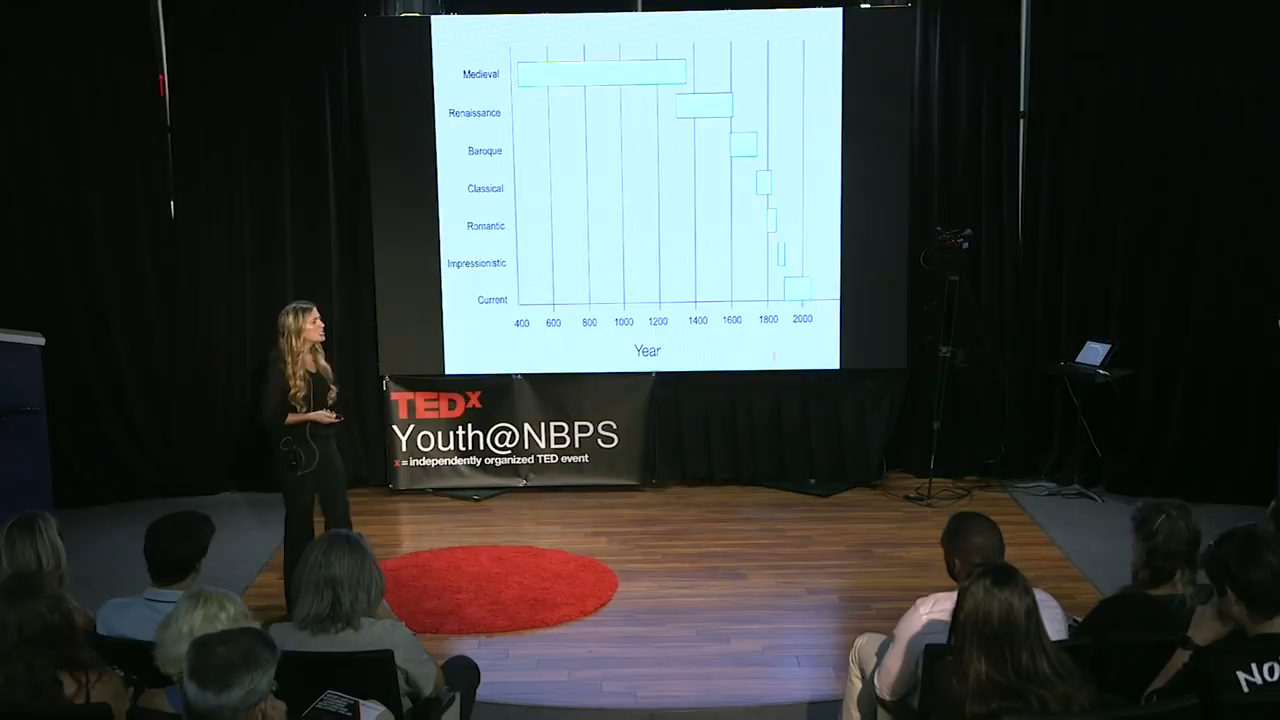 Medieval
Renaissance
Baroque
Classical
Romantic
Impressionistic
Current
400 600 800 1000 1200 1400 1600 1800 2000
Year
TEDx
Youth@NBPS
x = independently organized TED event
NO